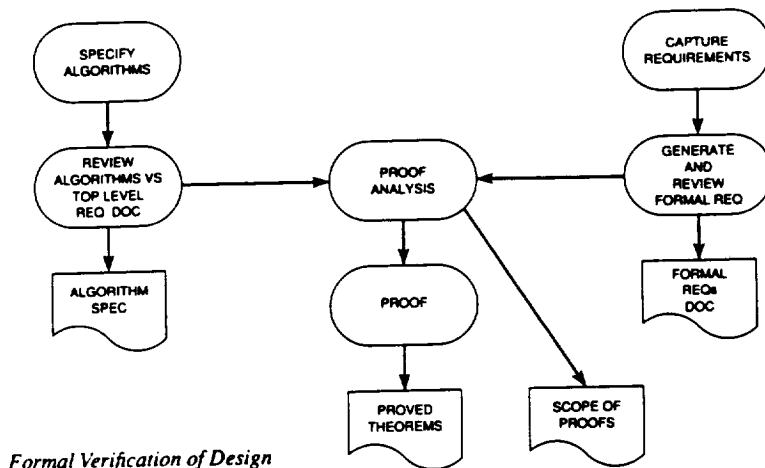 SPECIFY
ALGORITHMS
CAPTURE
REQUIREMENTS
REVIEW
ALGORITHMS VS
TOP LEVEL
REQ DOC
PROOF
ANALYSIS
GENERATE
AND
REVIEW
FORMAL REQ
ALGORITHM
SPEC
PROOF
FORMAL
REQs
DOC
PROVED
THEOREMS
SCOPE OF
PROOFS
Formal Verification of Design